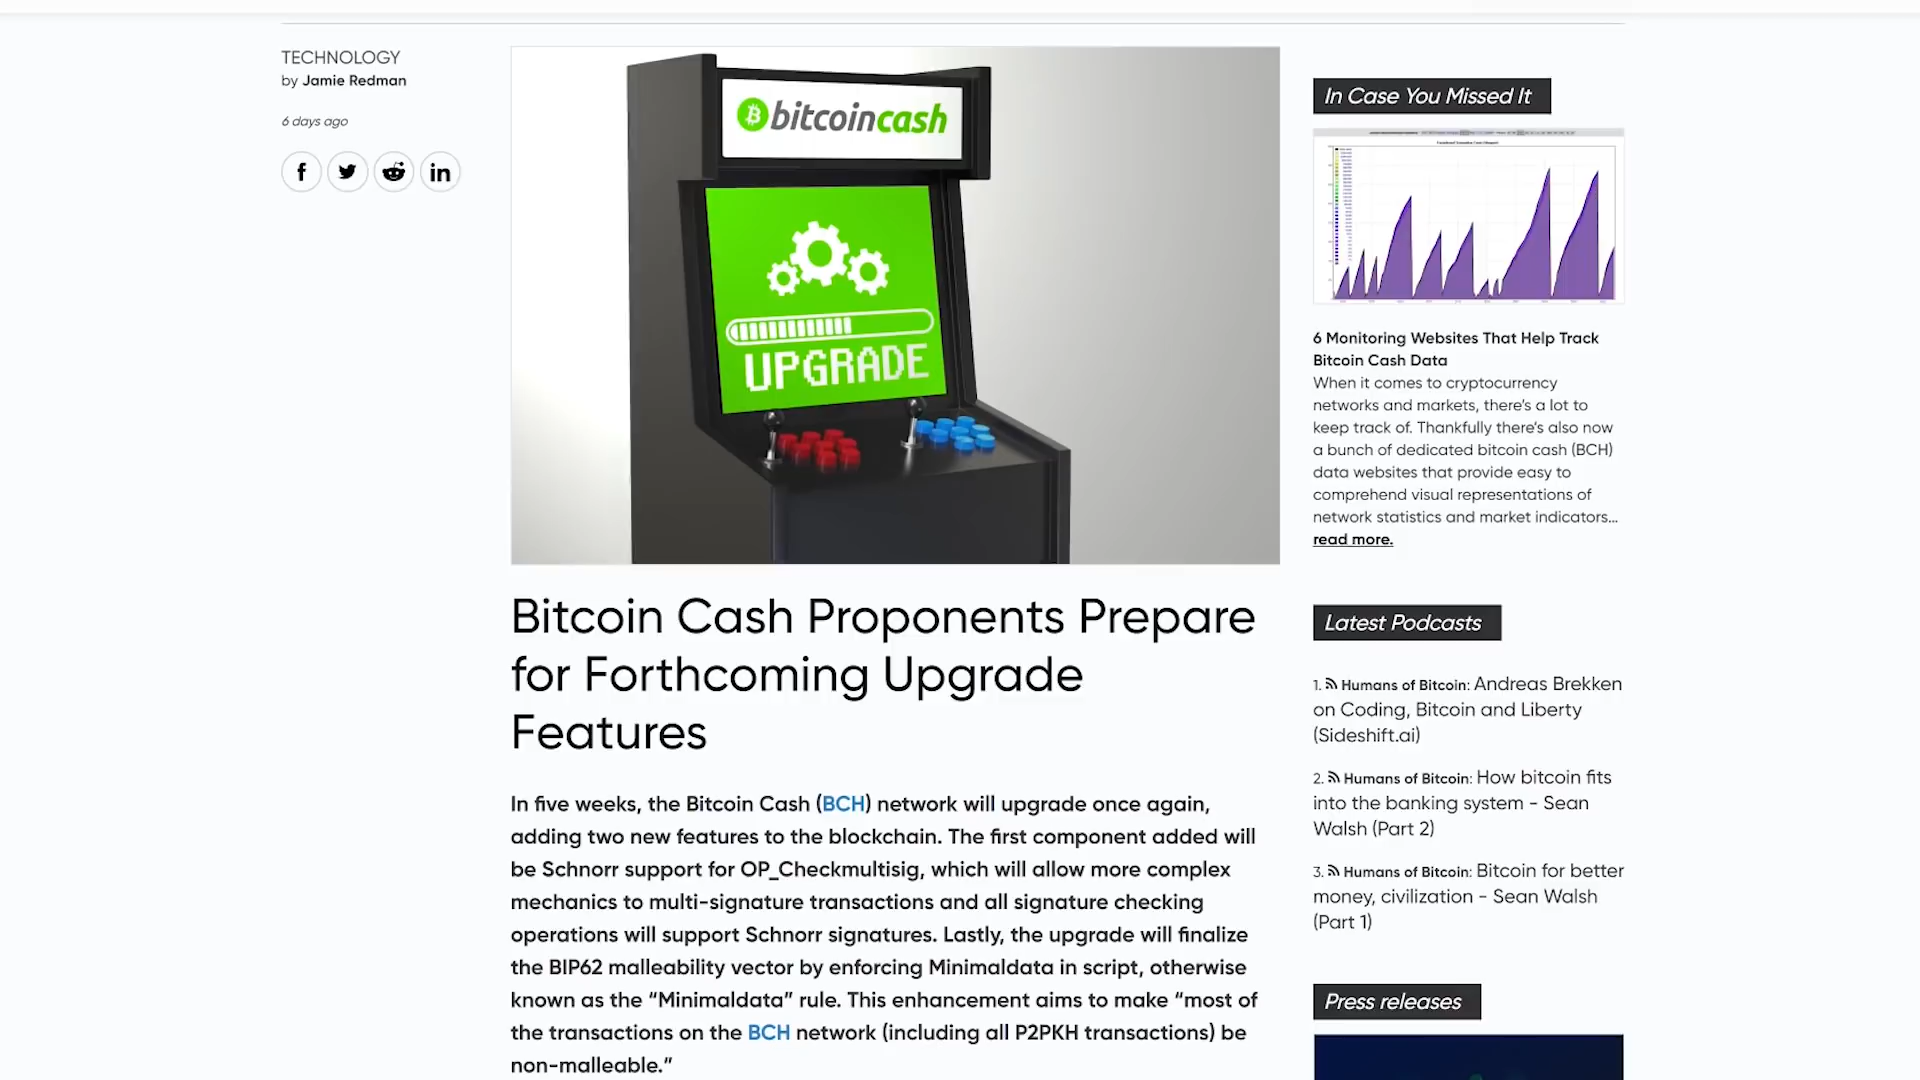 TECHNOLOGY
by Jamie Redman
6 days ago
bitcoincash
UPGRADE
Bitcoin Cash Proponents Prepare
for Forthcoming Upgrade
Features
In five weeks, the Bitcoin Cash (BCH) network will upgrade once again,
adding two new features to the blockchain. The first component added will
be Schnorr support for OP_Checkmultisig, which will allow more complex
mechanics to multi-signature transactions and all signature checking
operations will support Schnorr signatures. Lastly, the upgrade will finalize
the BIP62 malleability vector by enforcing Minimaldata in script, otherwise
known as the “Minimaldata” rule. This enhancement aims to make “most of
the transactions on the BCH network (including all P2PKH transactions) be
non-malleable.”
In Case You Missed It
6 Monitoring Websites That Help Track
Bitcoin Cash Data
When it comes to cryptocurrency
networks and markets, there’s a lot to
keep track of. Thankfully there’s also now
a bunch of dedicated bitcoin cash (BCH)
data websites that provide easy to
comprehend visual representations of
network statistics and market indicators...
read more.
Latest Podcasts
1. Humans of Bitcoin: Andreas Brekken
on Coding, Bitcoin and Liberty
(Sideshift.ai)
2. Humans of Bitcoin: How bitcoin fits
into the banking system - Sean
Walsh (Part 2)
3. Humans of Bitcoin: Bitcoin for better
money, civilization - Sean Walsh
(Part 1)
Press releases